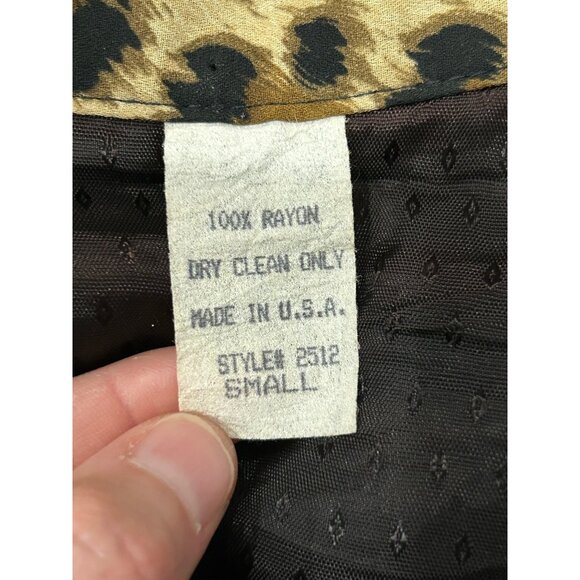 100% RAYON
DRY CLEAN ONLY
MADE IN U.S.A.
STYLE# 2512
SMALL